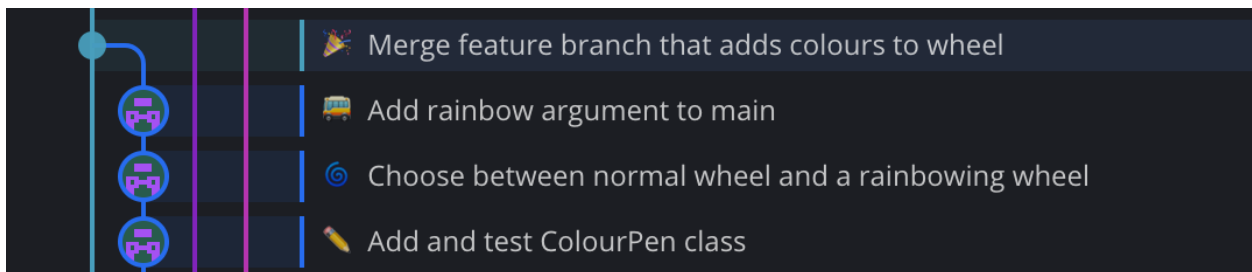 🎉 Merge feature branch that adds colours to wheel
🚌 Add rainbow argument to main
🌀 Choose between normal wheel and a rainbowing wheel
✏️ Add and test ColourPen class